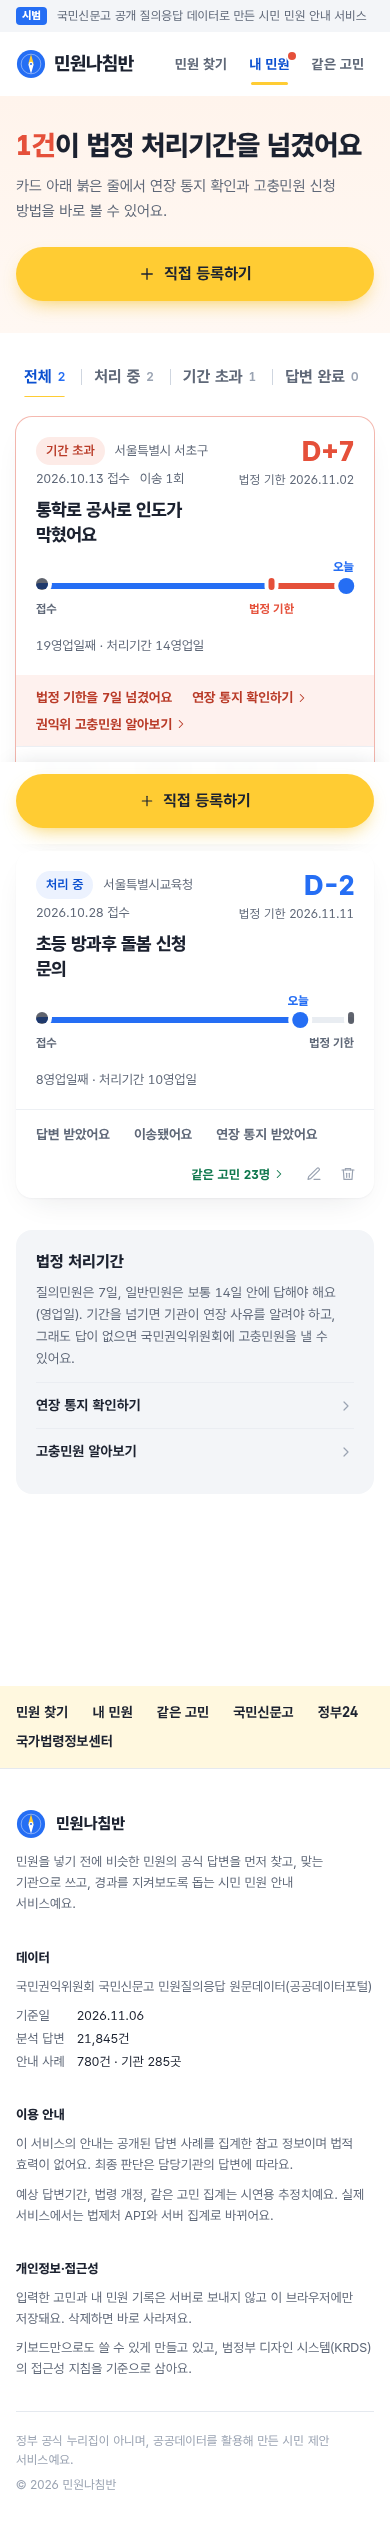 시범 국민신문고 공개 질의응답 데이터로 만든 시민 민원 안내 서비스
민원나침반 민원 찾기 내 민원 같은 고민
1건이 법정 처리기간을 넘겼어요
카드 아래 붉은 줄에서 연장 통지 확인과 고충민원 신청
방법을 바로 볼 수 있어요.
+ 직접 등록하기
전체 2 처리 중 2 기간 초과 1 답변 완료 0
기간 초과 서울특별시 서초구 D+7
2026.10.13 접수 이송 1회 법정 기한 2026.11.02
통학로 공사로 인도가
막혔어요
오늘
접수 법정 기한
19영업일째 · 처리기간 14영업일
법정 기한을 7일 넘겼어요 연장 통지 확인하기 >
권익위 고충민원 알아보기 >
+ 직접 등록하기
처리 중 서울특별시교육청 D-2
2026.10.28 접수 법정 기한 2026.11.11
초등 방과후 돌봄 신청
문의
오늘
접수 법정 기한
8영업일째 · 처리기간 10영업일
답변 받았어요 이송됐어요 연장 통지 받았어요
같은 고민 23명 >
법정 처리기간
질의민원은 7일, 일반민원은 보통 14일 안에 답해야 해요
(영업일). 기간을 넘기면 기관이 연장 사유를 알려야 하고,
그래도 답이 없으면 국민권익위원회에 고충민원을 낼 수
있어요.
연장 통지 확인하기 >
고충민원 알아보기 >
민원 찾기 내 민원 같은 고민 국민신문고 정부24
국가법령정보센터
민원나침반
민원을 넣기 전에 비슷한 민원의 공식 답변을 먼저 찾고, 맞는
기관으로 쓰고, 경과를 지켜보도록 돕는 시민 민원 안내
서비스예요.
데이터
국민권익위원회 국민신문고 민원질의응답 원문데이터(공공데이터포털)
기준일 2026.11.06
분석 답변 21,845건
안내 사례 780건 · 기관 285곳
이용 안내
이 서비스의 안내는 공개된 답변 사례를 집계한 참고 정보이며 법적
효력이 없어요. 최종 판단은 담당기관의 답변에 따라요.
예상 답변기간, 법령 개정, 같은 고민 집계는 시연용 추정치예요. 실제
서비스에서는 법제처 API와 서버 집계로 바뀌어요.
개인정보·접근성
입력한 고민과 내 민원 기록은 서버로 보내지 않고 이 브라우저에만
저장돼요. 삭제하면 바로 사라져요.
키보드만으로도 쓸 수 있게 만들고 있고, 범정부 디자인 시스템(KRDS)
의 접근성 지침을 기준으로 삼아요.
정부 공식 누리집이 아니며, 공공데이터를 활용해 만든 시민 제안
서비스예요.
© 2026 민원나침반